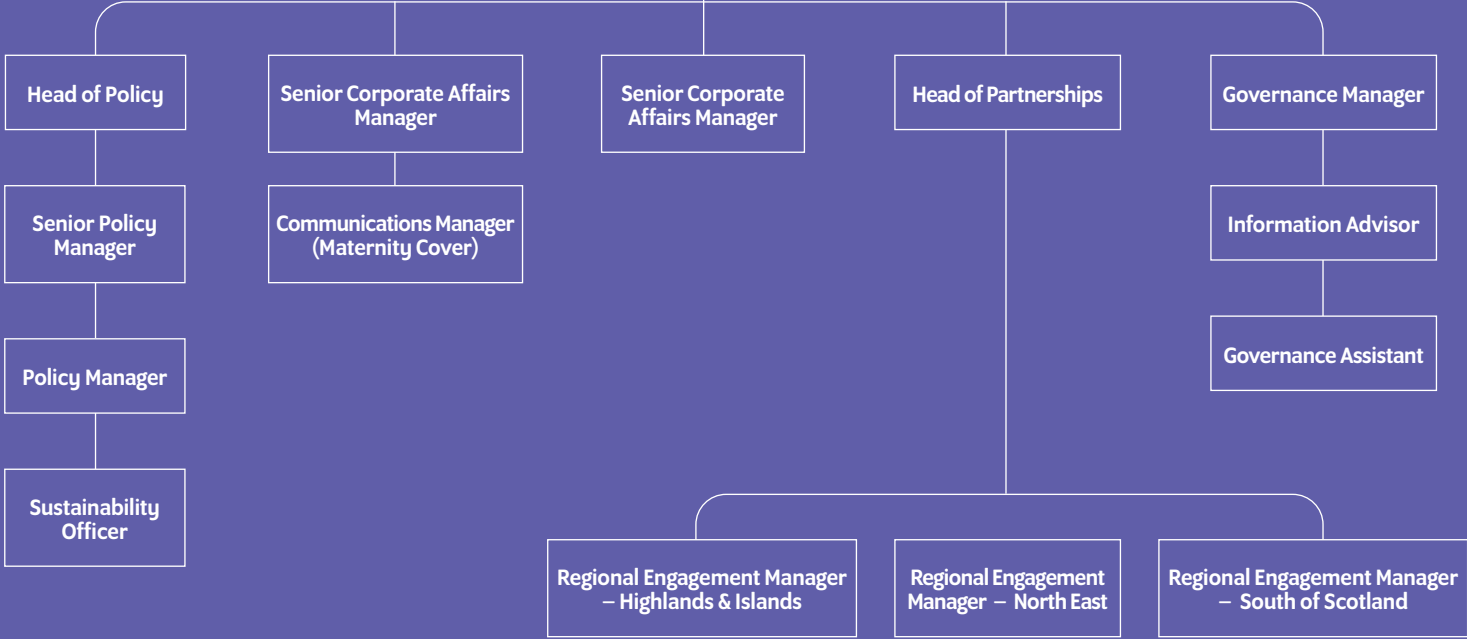 Head of Policy
Senior Corporate Affairs
Manager
Senior Corporate
Affairs Manager
Head of Partnerships
Governance Manager
Senior Policy
Manager
Communications Manager
(Maternity Cover)
Information Advisor
Policy Manager
Governance Assistant
Sustainability
Officer
Regional Engagement Manager
– Highlands & Islands
Regional Engagement
Manager – North East
Regional Engagement Manager
– South of Scotland